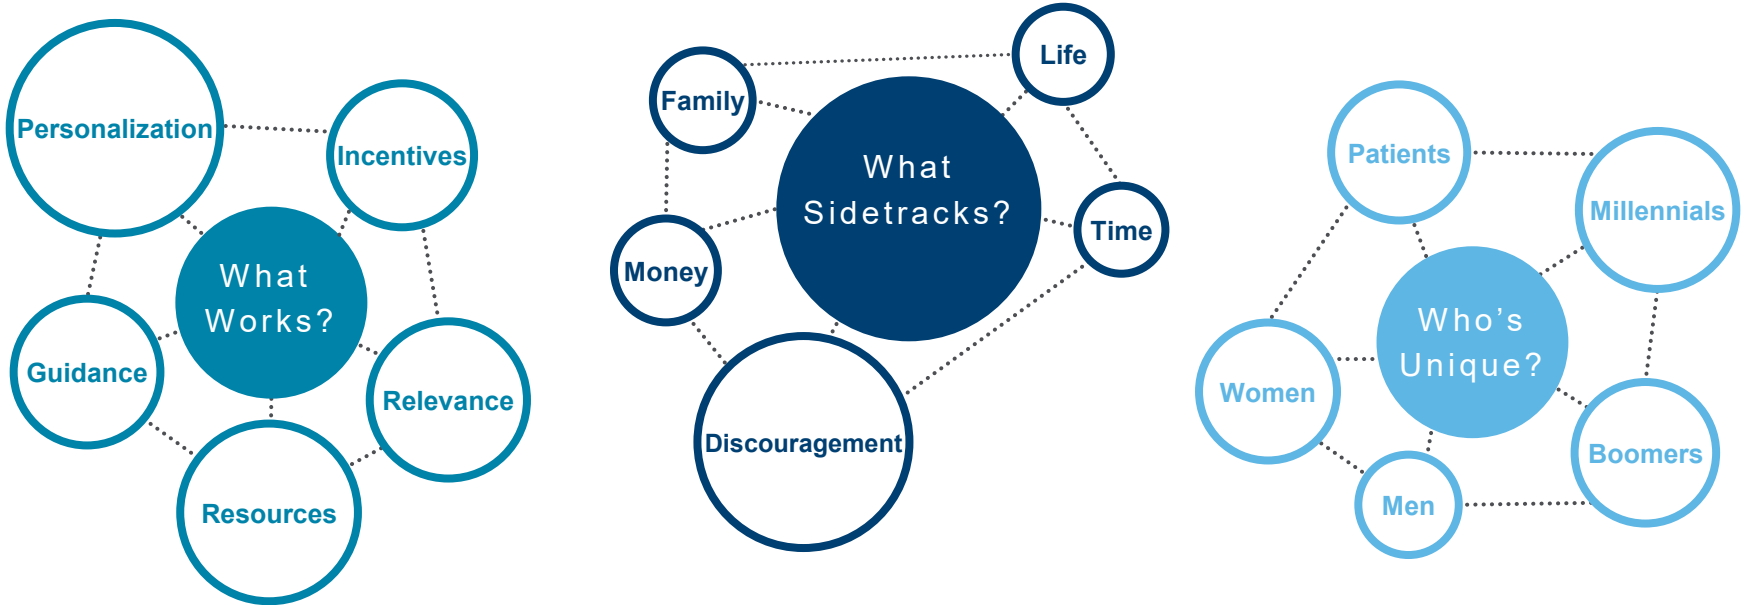 Personalization
Incentives
What
Works?
Guidance
Relevance
Resources
Life
Family
What
Sidetracks?
Time
Money
Discouragement
Patients
Millennials
Who’s
Unique?
Women
Boomers
Men